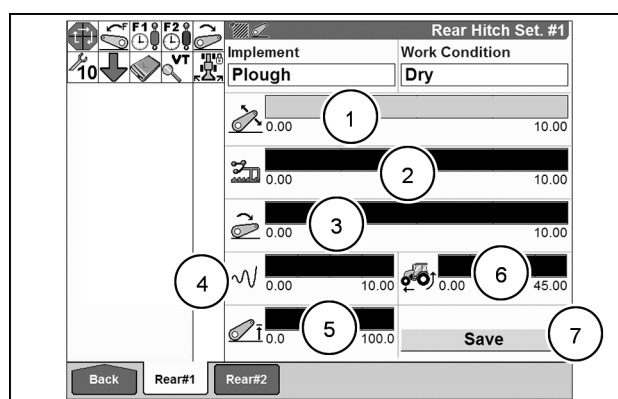 F F1 F2
Rear Hitch Set. #1
10 VT
Implement Work Condition
Plough Dry
1
0.00 10.00
2
0.00 10.00
3
0.00 10.00
4 6
0.00 10.00 0.00 45.00
5 7
0.0 100.0 Save
Back Rear#1 Rear#2